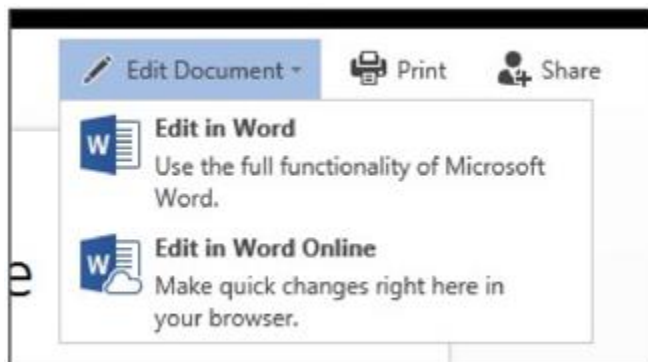 Edit Document
Print
Share
W
Edit in Word
Use the full functionality of Microsoft
Word.
W
Edit in Word Online
Make quick changes right here in
your browser.
e